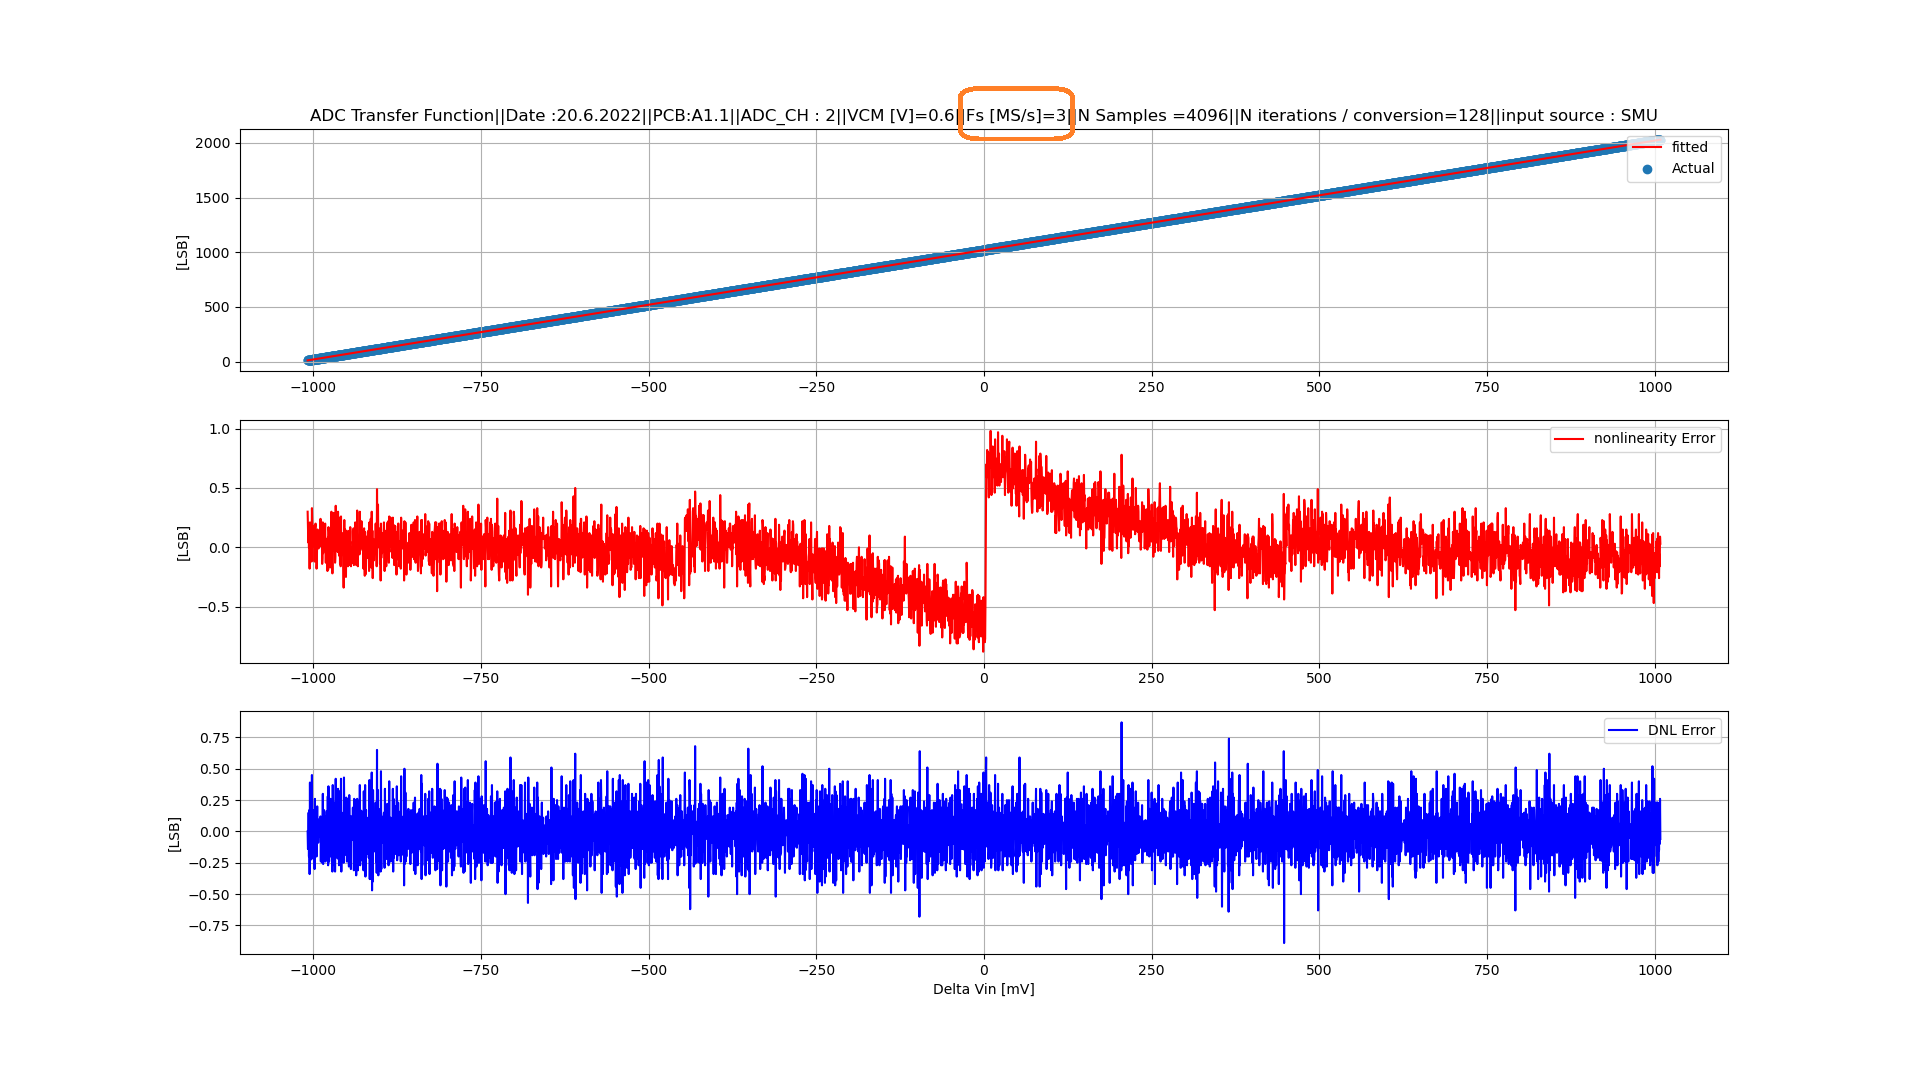 ADC Transfer Function||Date :20.6.2022||PCB:A1.1||ADC_CH : 2||VCM [V]=0.6||Fs [MS/s]=3||N Samples =4096||N iterations / conversion=128||input source : SMU
2000
1500
1000
500
0
[LSB]
fitted
Actual
−1000 −750 −500 −250 0 250 500 750 1000
1.0
0.5
0.0
−0.5
[LSB]
nonlinearity Error
−1000 −750 −500 −250 0 250 500 750 1000
0.75
0.50
0.25
0.00
−0.25
−0.50
−0.75
[LSB]
DNL Error
−1000 −750 −500 −250 0 250 500 750 1000
Delta Vin [mV]